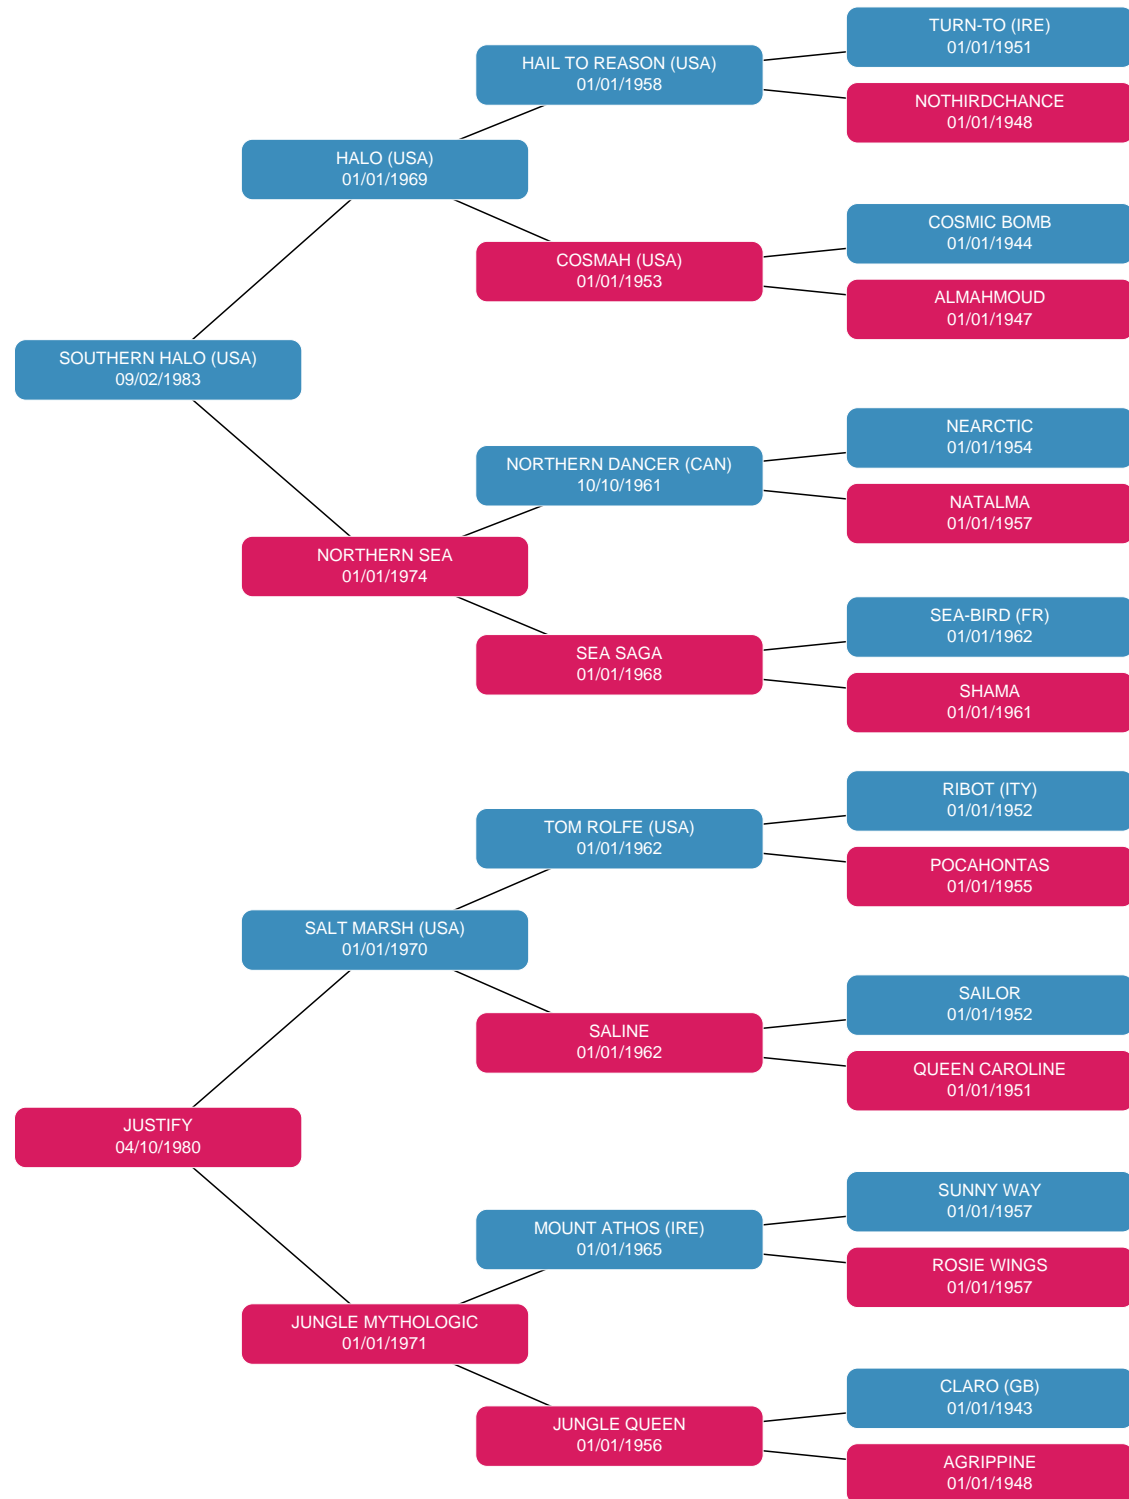 TURN-TO (IRE)
01/01/1951
HAIL TO REASON (USA)
01/01/1958
NOTHIRDCHANCE
01/01/1948
HALO (USA)
01/01/1969
COSMIC BOMB
01/01/1944
COSMAH (USA)
01/01/1953
ALMAHMOUD
01/01/1947
SOUTHERN HALO (USA)
09/02/1983
NEARCTIC
01/01/1954
NORTHERN DANCER (CAN)
10/10/1961
NATALMA
01/01/1957
NORTHERN SEA
01/01/1974
SEA-BIRD (FR)
01/01/1962
SEA SAGA
01/01/1968
SHAMA
01/01/1961
RIBOT (ITY)
01/01/1952
TOM ROLFE (USA)
01/01/1962
POCAHONTAS
01/01/1955
SALT MARSH (USA)
01/01/1970
SAILOR
01/01/1952
SALINE
01/01/1962
QUEEN CAROLINE
01/01/1951
JUSTIFY
04/10/1980
SUNNY WAY
01/01/1957
MOUNT ATHOS (IRE)
01/01/1965
ROSIE WINGS
01/01/1957
JUNGLE MYTHOLOGIC
01/01/1971
CLARO (GB)
01/01/1943
JUNGLE QUEEN
01/01/1956
AGRIPPINE
01/01/1948